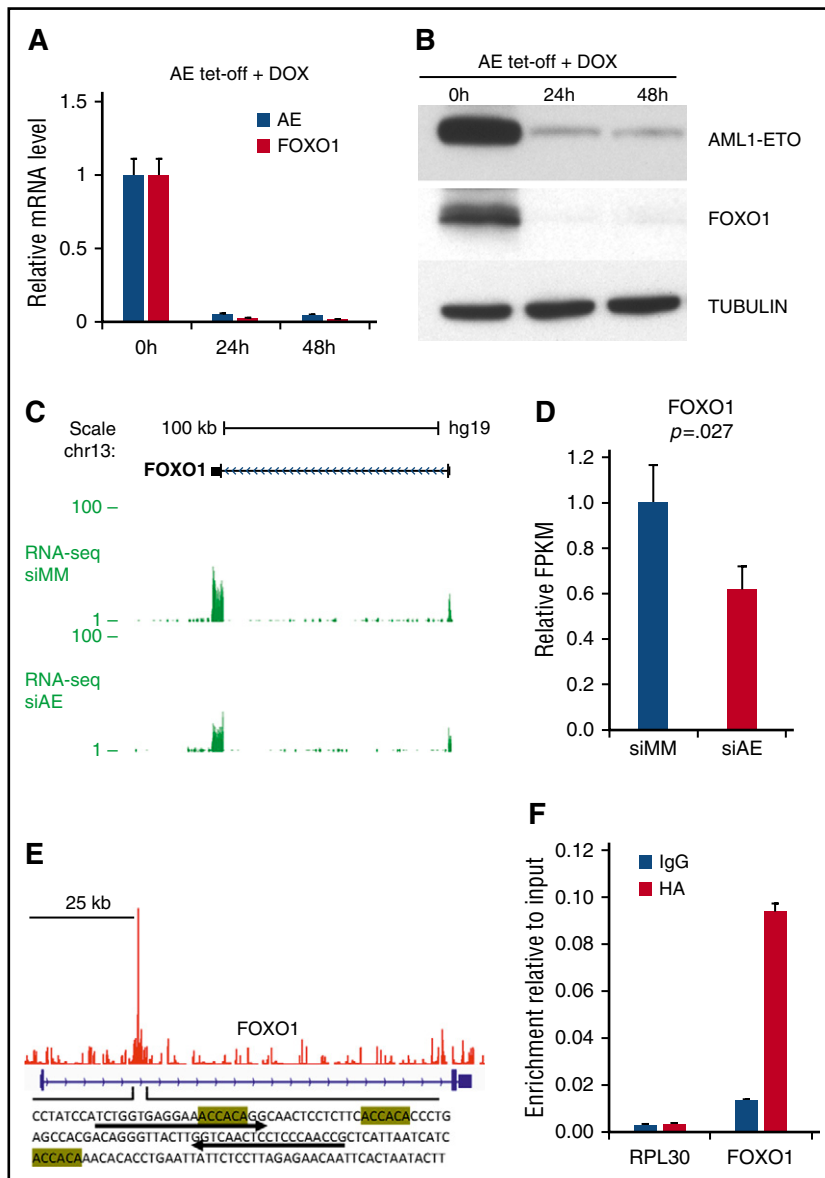 A
AE tet-off + DOX
Relative mRNA level
1.5
1
0.5
0
AE
FOXO1
0h 24h 48h
B
AE tet-off + DOX
0h 24h 48h
AML1-ETO
FOXO1
TUBULIN
C
Scale 100 kb hg19
chr13:
FOXO1
100
RNA-seq
siMM
1
100
RNA-seq
siAE
1
D
FOXO1
p=.027
Relative FPKM
1.2
1.0
0.8
0.6
0.4
0.2
0.0
siMM siAE
E
25 kb
FOXO1
CCTATCCATCTGGTGAGGAAACCACAGGCAACTCCTCTTCACCACACCCTG
AGCCACGACAGGGTTACTTGGTCAACTCCTCCCAACCGCTCATTAATCATC
ACCACAAACACACCTGAATTATTCTCCTTAGAGAACAATTCACTAATACTT
F
Enrichment relative to input
0.12
0.10
0.08
0.06
0.04
0.02
0.00
IgG
HA
RPL30 FOXO1